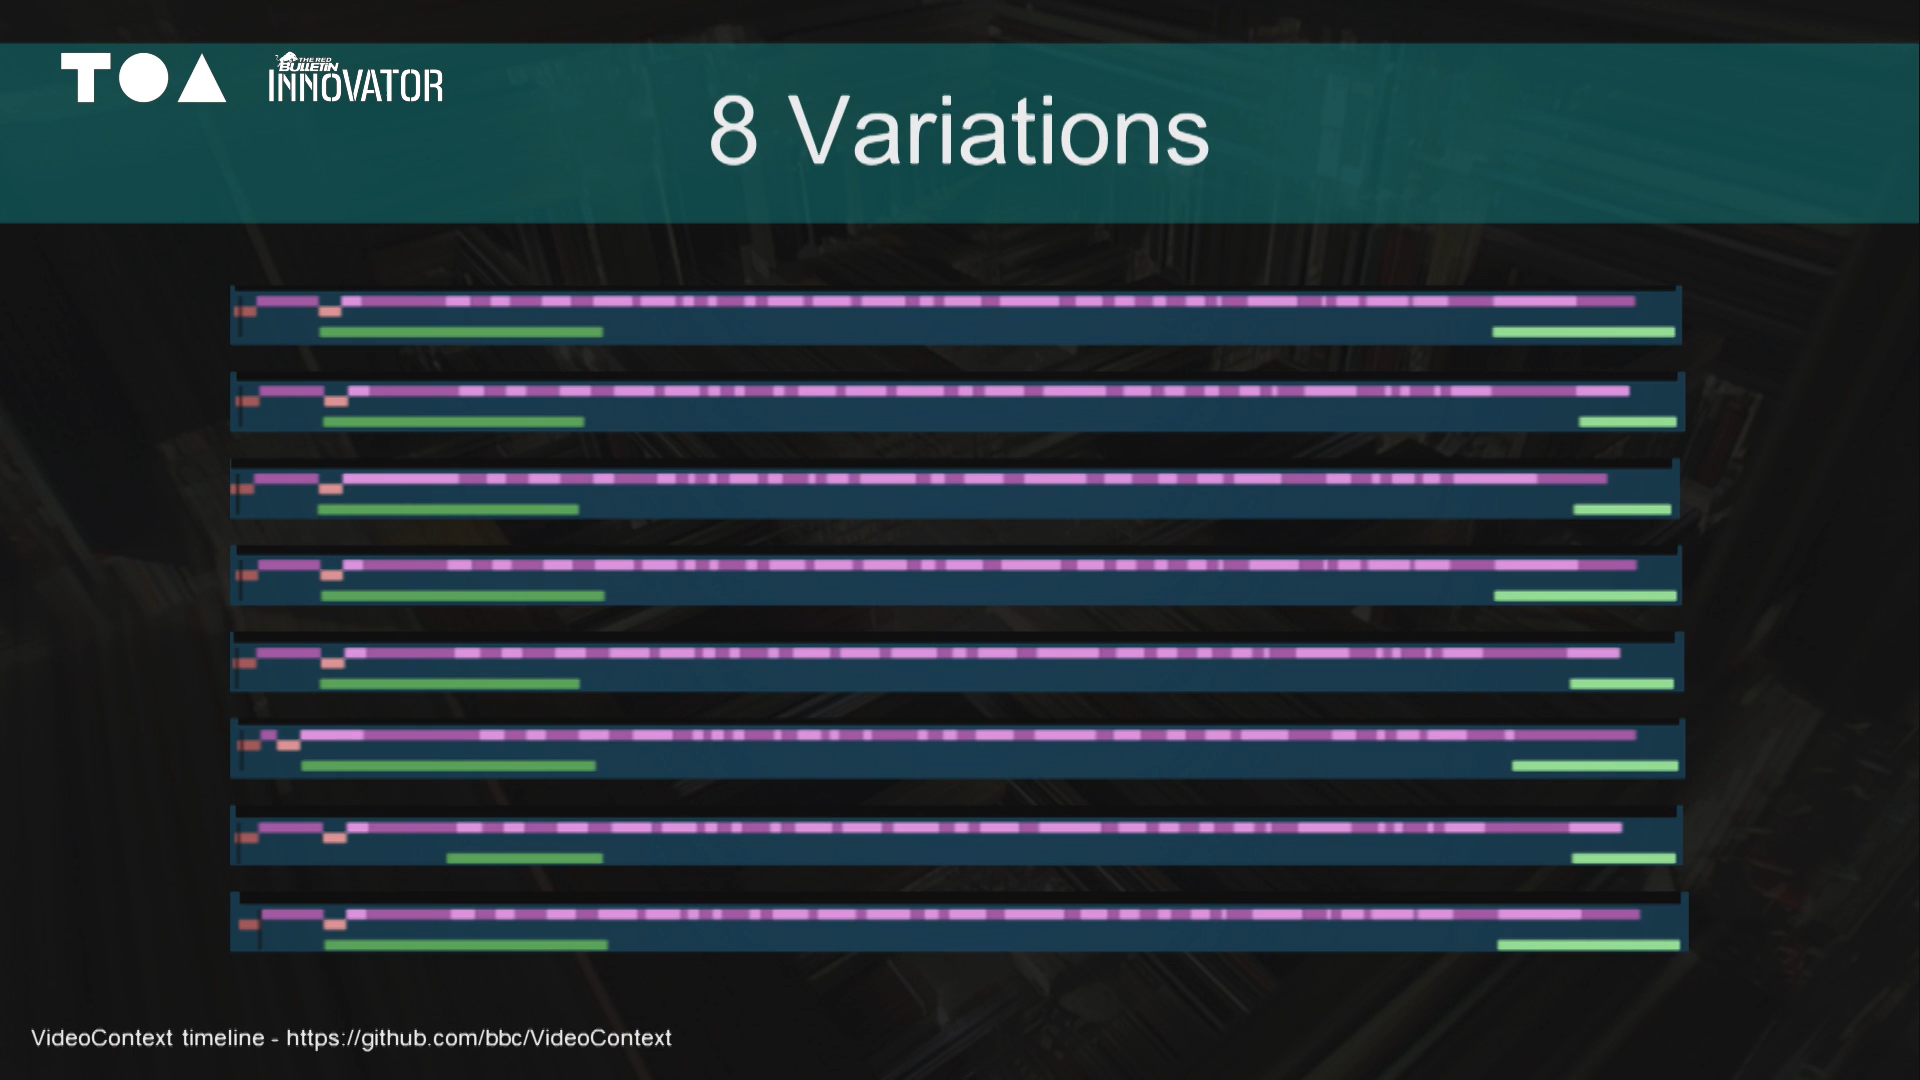 TOA
THE RED
BULLETIN
INNOVATOR
8 Variations
VideoContext timeline - https://github.com/bbc/VideoContext